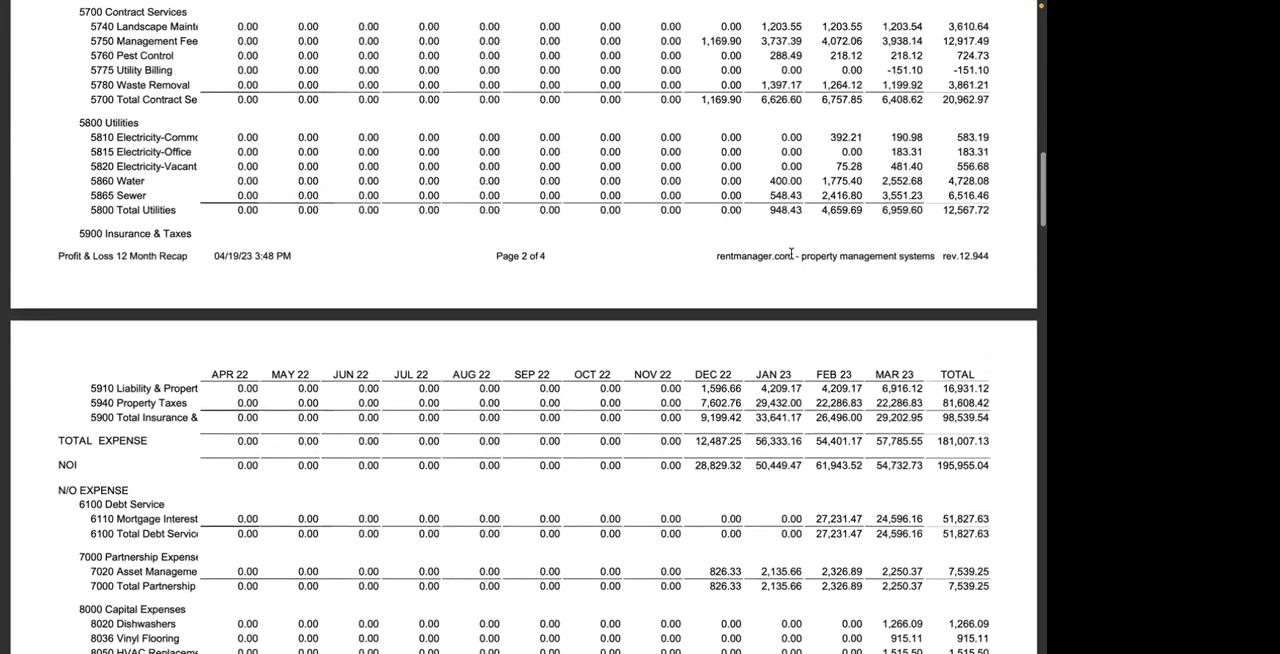 5700 Contract Services
5740 Landscape Maint 0.00 0.00 0.00 0.00 0.00 0.00 0.00 0.00 0.00 1,203.55 1,203.55 1,203.54 3,610.64
5750 Management Fee 0.00 0.00 0.00 0.00 0.00 0.00 0.00 0.00 1,169.90 3,737.39 4,072.06 3,938.14 12,917.49
5760 Pest Control 0.00 0.00 0.00 0.00 0.00 0.00 0.00 0.00 0.00 288.49 218.12 218.12 724.73
5775 Utility Billing 0.00 0.00 0.00 0.00 0.00 0.00 0.00 0.00 0.00 0.00 0.00 -151.10 -151.10
5780 Waste Removal 0.00 0.00 0.00 0.00 0.00 0.00 0.00 0.00 0.00 1,397.17 1,264.12 1,199.92 3,861.21
5700 Total Contract Se 0.00 0.00 0.00 0.00 0.00 0.00 0.00 0.00 1,169.90 6,626.60 6,757.85 6,408.62 20,962.97
5800 Utilities
5810 Electricity-Commo 0.00 0.00 0.00 0.00 0.00 0.00 0.00 0.00 0.00 0.00 392.21 190.98 583.19
5815 Electricity-Office 0.00 0.00 0.00 0.00 0.00 0.00 0.00 0.00 0.00 0.00 0.00 183.31 183.31
5820 Electricity-Vacant 0.00 0.00 0.00 0.00 0.00 0.00 0.00 0.00 0.00 0.00 75.28 481.40 556.68
5860 Water 0.00 0.00 0.00 0.00 0.00 0.00 0.00 0.00 0.00 400.00 1,775.40 2,552.68 4,728.08
5865 Sewer 0.00 0.00 0.00 0.00 0.00 0.00 0.00 0.00 0.00 548.43 2,416.80 3,551.23 6,516.46
5800 Total Utilities 0.00 0.00 0.00 0.00 0.00 0.00 0.00 0.00 0.00 948.43 4,659.69 6,959.60 12,567.72
5900 Insurance & Taxes
Profit & Loss 12 Month Recap 04/19/23 3:48 PM Page 2 of 4 rentmanager.com - property management systems rev.12.944
APR 22 MAY 22 JUN 22 JUL 22 AUG 22 SEP 22 OCT 22 NOV 22 DEC 22 JAN 23 FEB 23 MAR 23 TOTAL
5910 Liability & Propert 0.00 0.00 0.00 0.00 0.00 0.00 0.00 0.00 1,596.66 4,209.17 4,209.17 6,916.12 16,931.12
5940 Property Taxes 0.00 0.00 0.00 0.00 0.00 0.00 0.00 0.00 7,602.76 29,432.00 22,286.83 22,286.83 81,608.42
5900 Total Insurance & 0.00 0.00 0.00 0.00 0.00 0.00 0.00 0.00 9,199.42 33,641.17 26,496.00 29,202.95 98,539.54
TOTAL EXPENSE 0.00 0.00 0.00 0.00 0.00 0.00 0.00 0.00 12,487.25 56,333.16 54,401.17 57,785.55 181,007.13
NOI 0.00 0.00 0.00 0.00 0.00 0.00 0.00 0.00 28,829.32 50,449.47 61,943.52 54,732.73 195,955.04
N/O EXPENSE
6100 Debt Service
6110 Mortgage Interest 0.00 0.00 0.00 0.00 0.00 0.00 0.00 0.00 0.00 0.00 27,231.47 24,596.16 51,827.63
6100 Total Debt Servic 0.00 0.00 0.00 0.00 0.00 0.00 0.00 0.00 0.00 0.00 27,231.47 24,596.16 51,827.63
7000 Partnership Expense
7020 Asset Manageme 0.00 0.00 0.00 0.00 0.00 0.00 0.00 0.00 826.33 2,135.66 2,326.89 2,250.37 7,539.25
7000 Total Partnership 0.00 0.00 0.00 0.00 0.00 0.00 0.00 0.00 826.33 2,135.66 2,326.89 2,250.37 7,539.25
8000 Capital Expenses
8020 Dishwashers 0.00 0.00 0.00 0.00 0.00 0.00 0.00 0.00 0.00 0.00 0.00 1,266.09 1,266.09
8036 Vinyl Flooring 0.00 0.00 0.00 0.00 0.00 0.00 0.00 0.00 0.00 0.00 0.00 915.11 915.11
8050 HVAC Replaceme 0.00 0.00 0.00 0.00 0.00 0.00 0.00 0.00 0.00 0.00 0.00 1,515.50 1,515.50